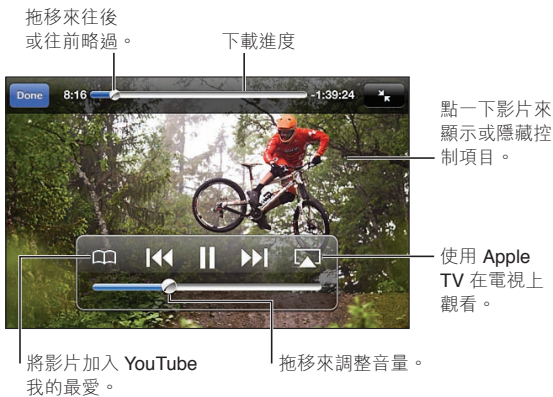 拖移來往後
或往前略過。
下載進度
Done 8:16 -1:39:24
點一下影片來
顯示或隱藏控
制項目。
使用 Apple
TV 在電視上
觀看。
將影片加入 YouTube
我的最愛。
拖移來調整音量。